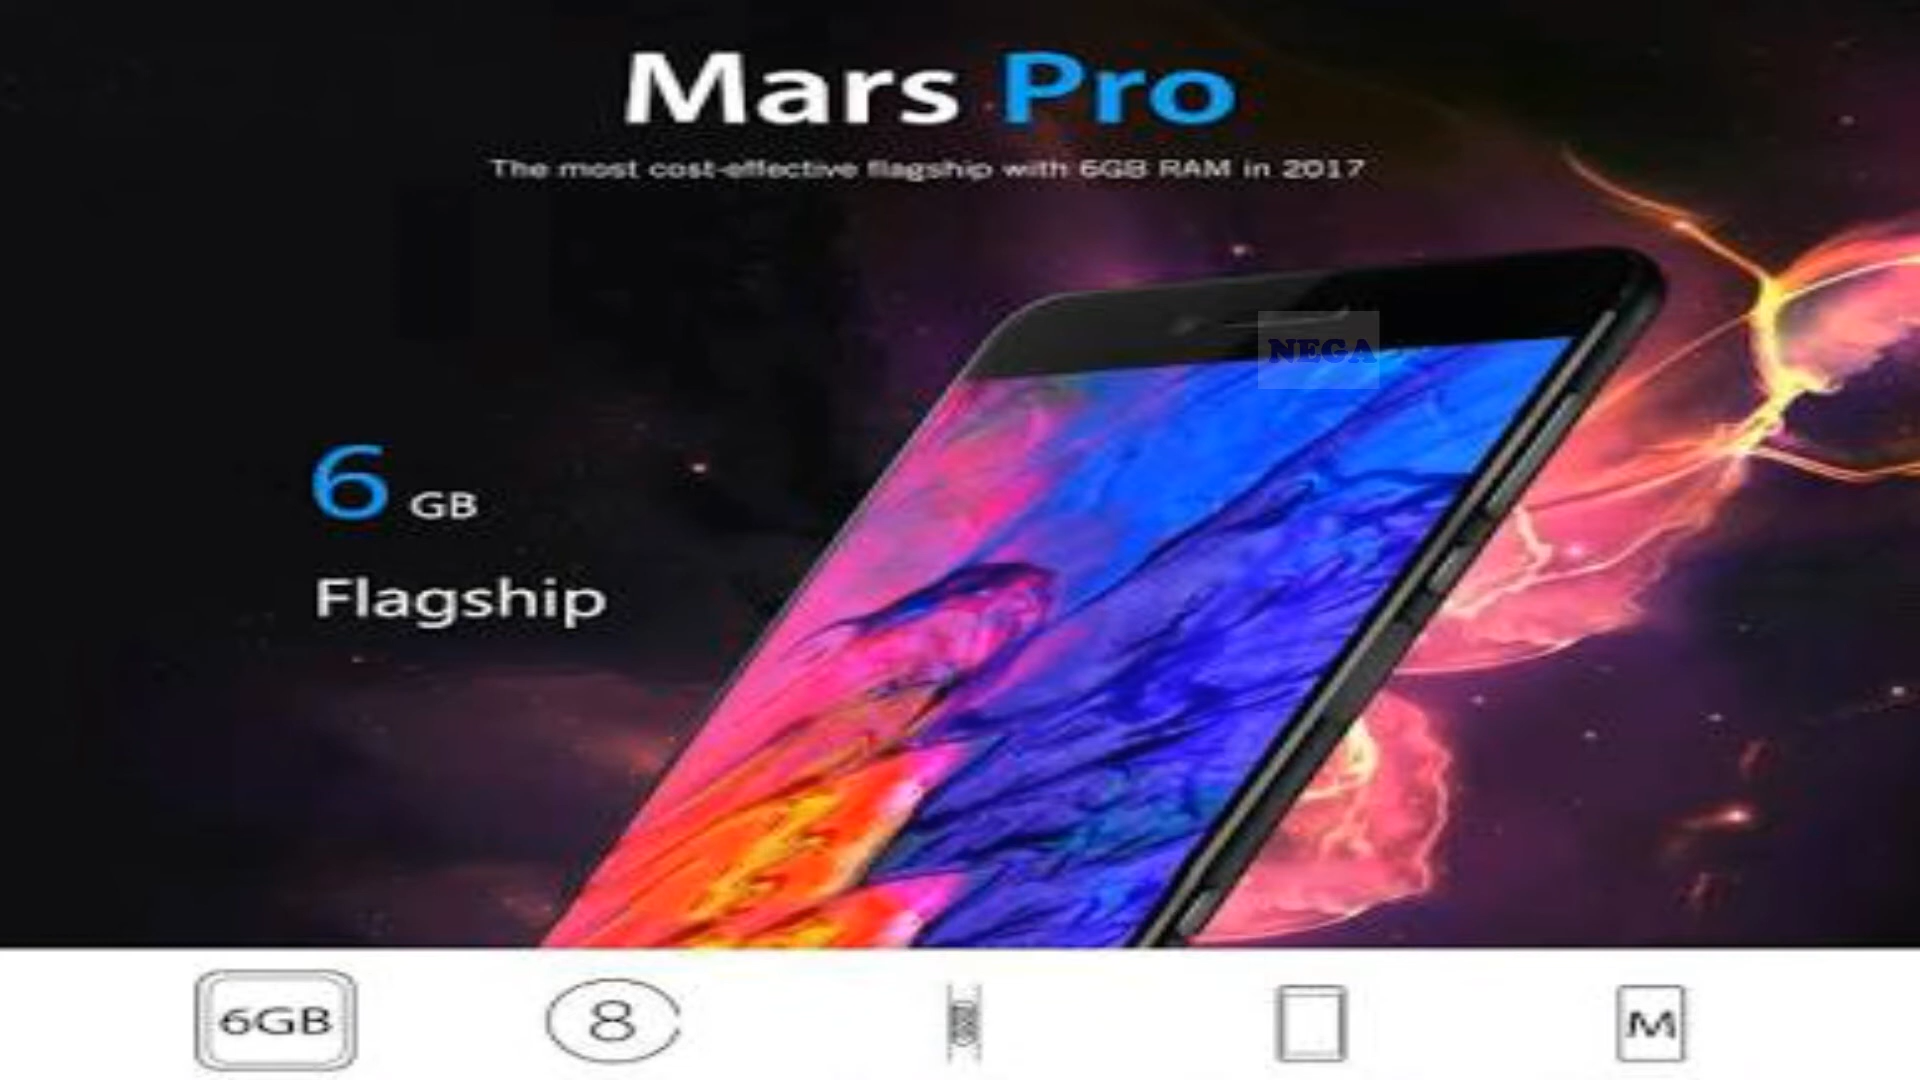 Mars Pro
The most cost-effective flagship with 6GB RAM in 2017
NEGA
6 GB
Flagship
6GB
8
M